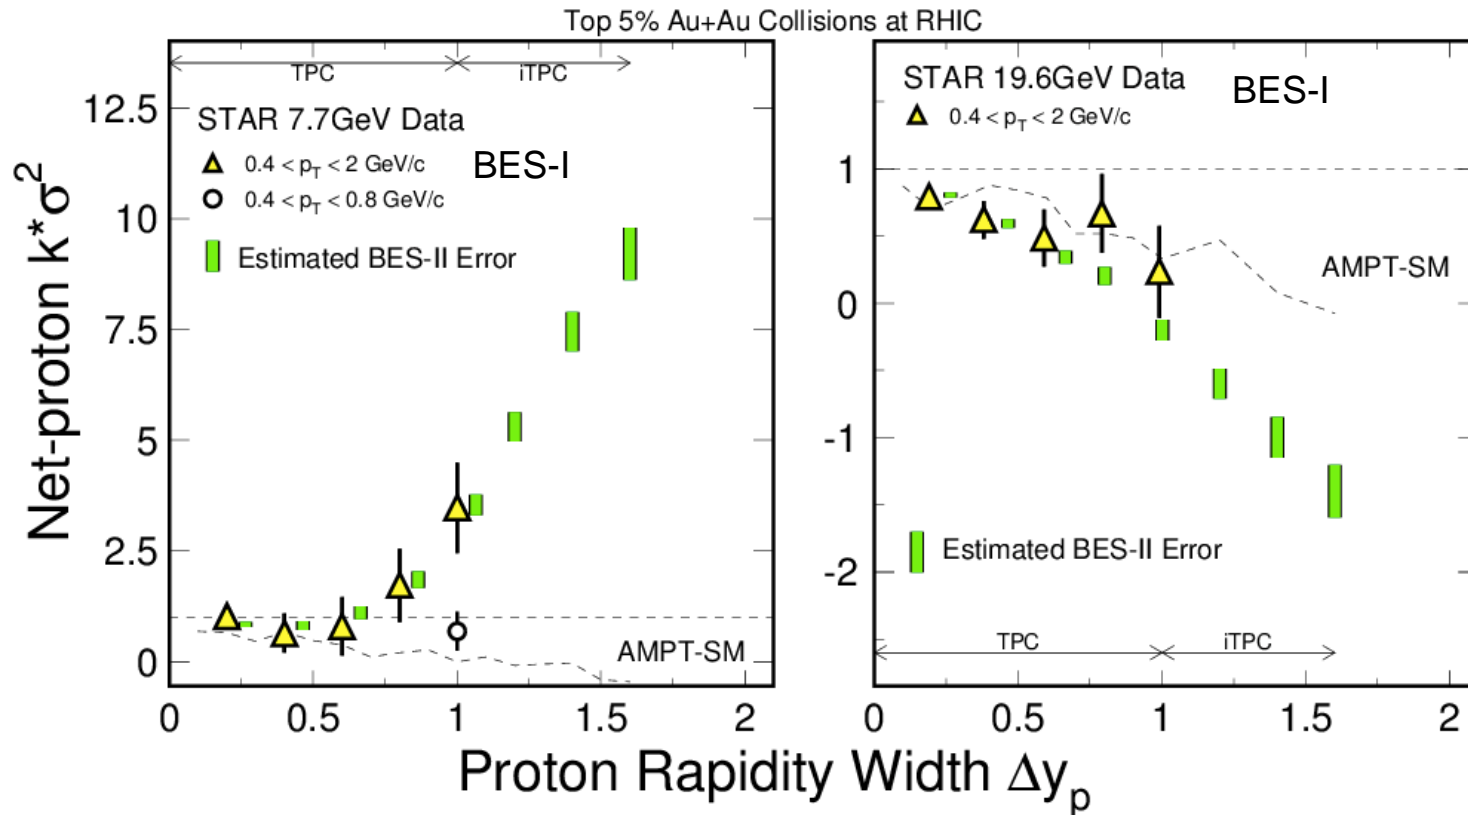 Top 5% Au+Au Collisions at RHIC
Net-proton k*σ²
TPC
iTPC
STAR 7.7GeV Data
BES-I
0.4 < p_T < 2 GeV/c
0.4 < p_T < 0.8 GeV/c
Estimated BES-II Error
AMPT-SM
12.5
10
7.5
5
2.5
0
0
0.5
1
1.5
2
STAR 19.6GeV Data
BES-I
0.4 < p_T < 2 GeV/c
AMPT-SM
Estimated BES-II Error
TPC
iTPC
1
0
-1
-2
0
0.5
1
1.5
2
Proton Rapidity Width Δy_p